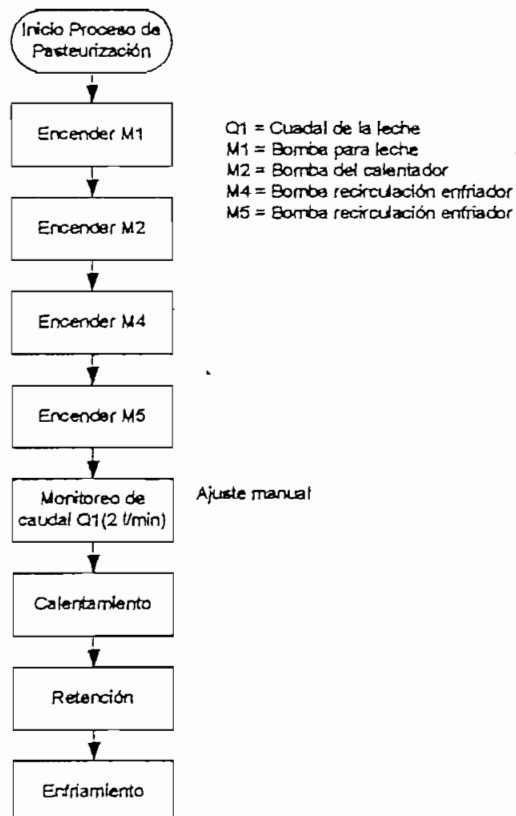 Inicio Proceso de
Pasteurización
Encender M1
Q1 = Cuadal de la leche
M1 = Bomba para leche
M2 = Bomba del calentador
M4 = Bomba recirculación enfriador
M5 = Bomba recirculación enfriador
Encender M2
Encender M4
Encender M5
Monitoreo de
caudal Q1(2 l/min)
Ajuste manual
Calentamiento
Retención
Enfriamiento